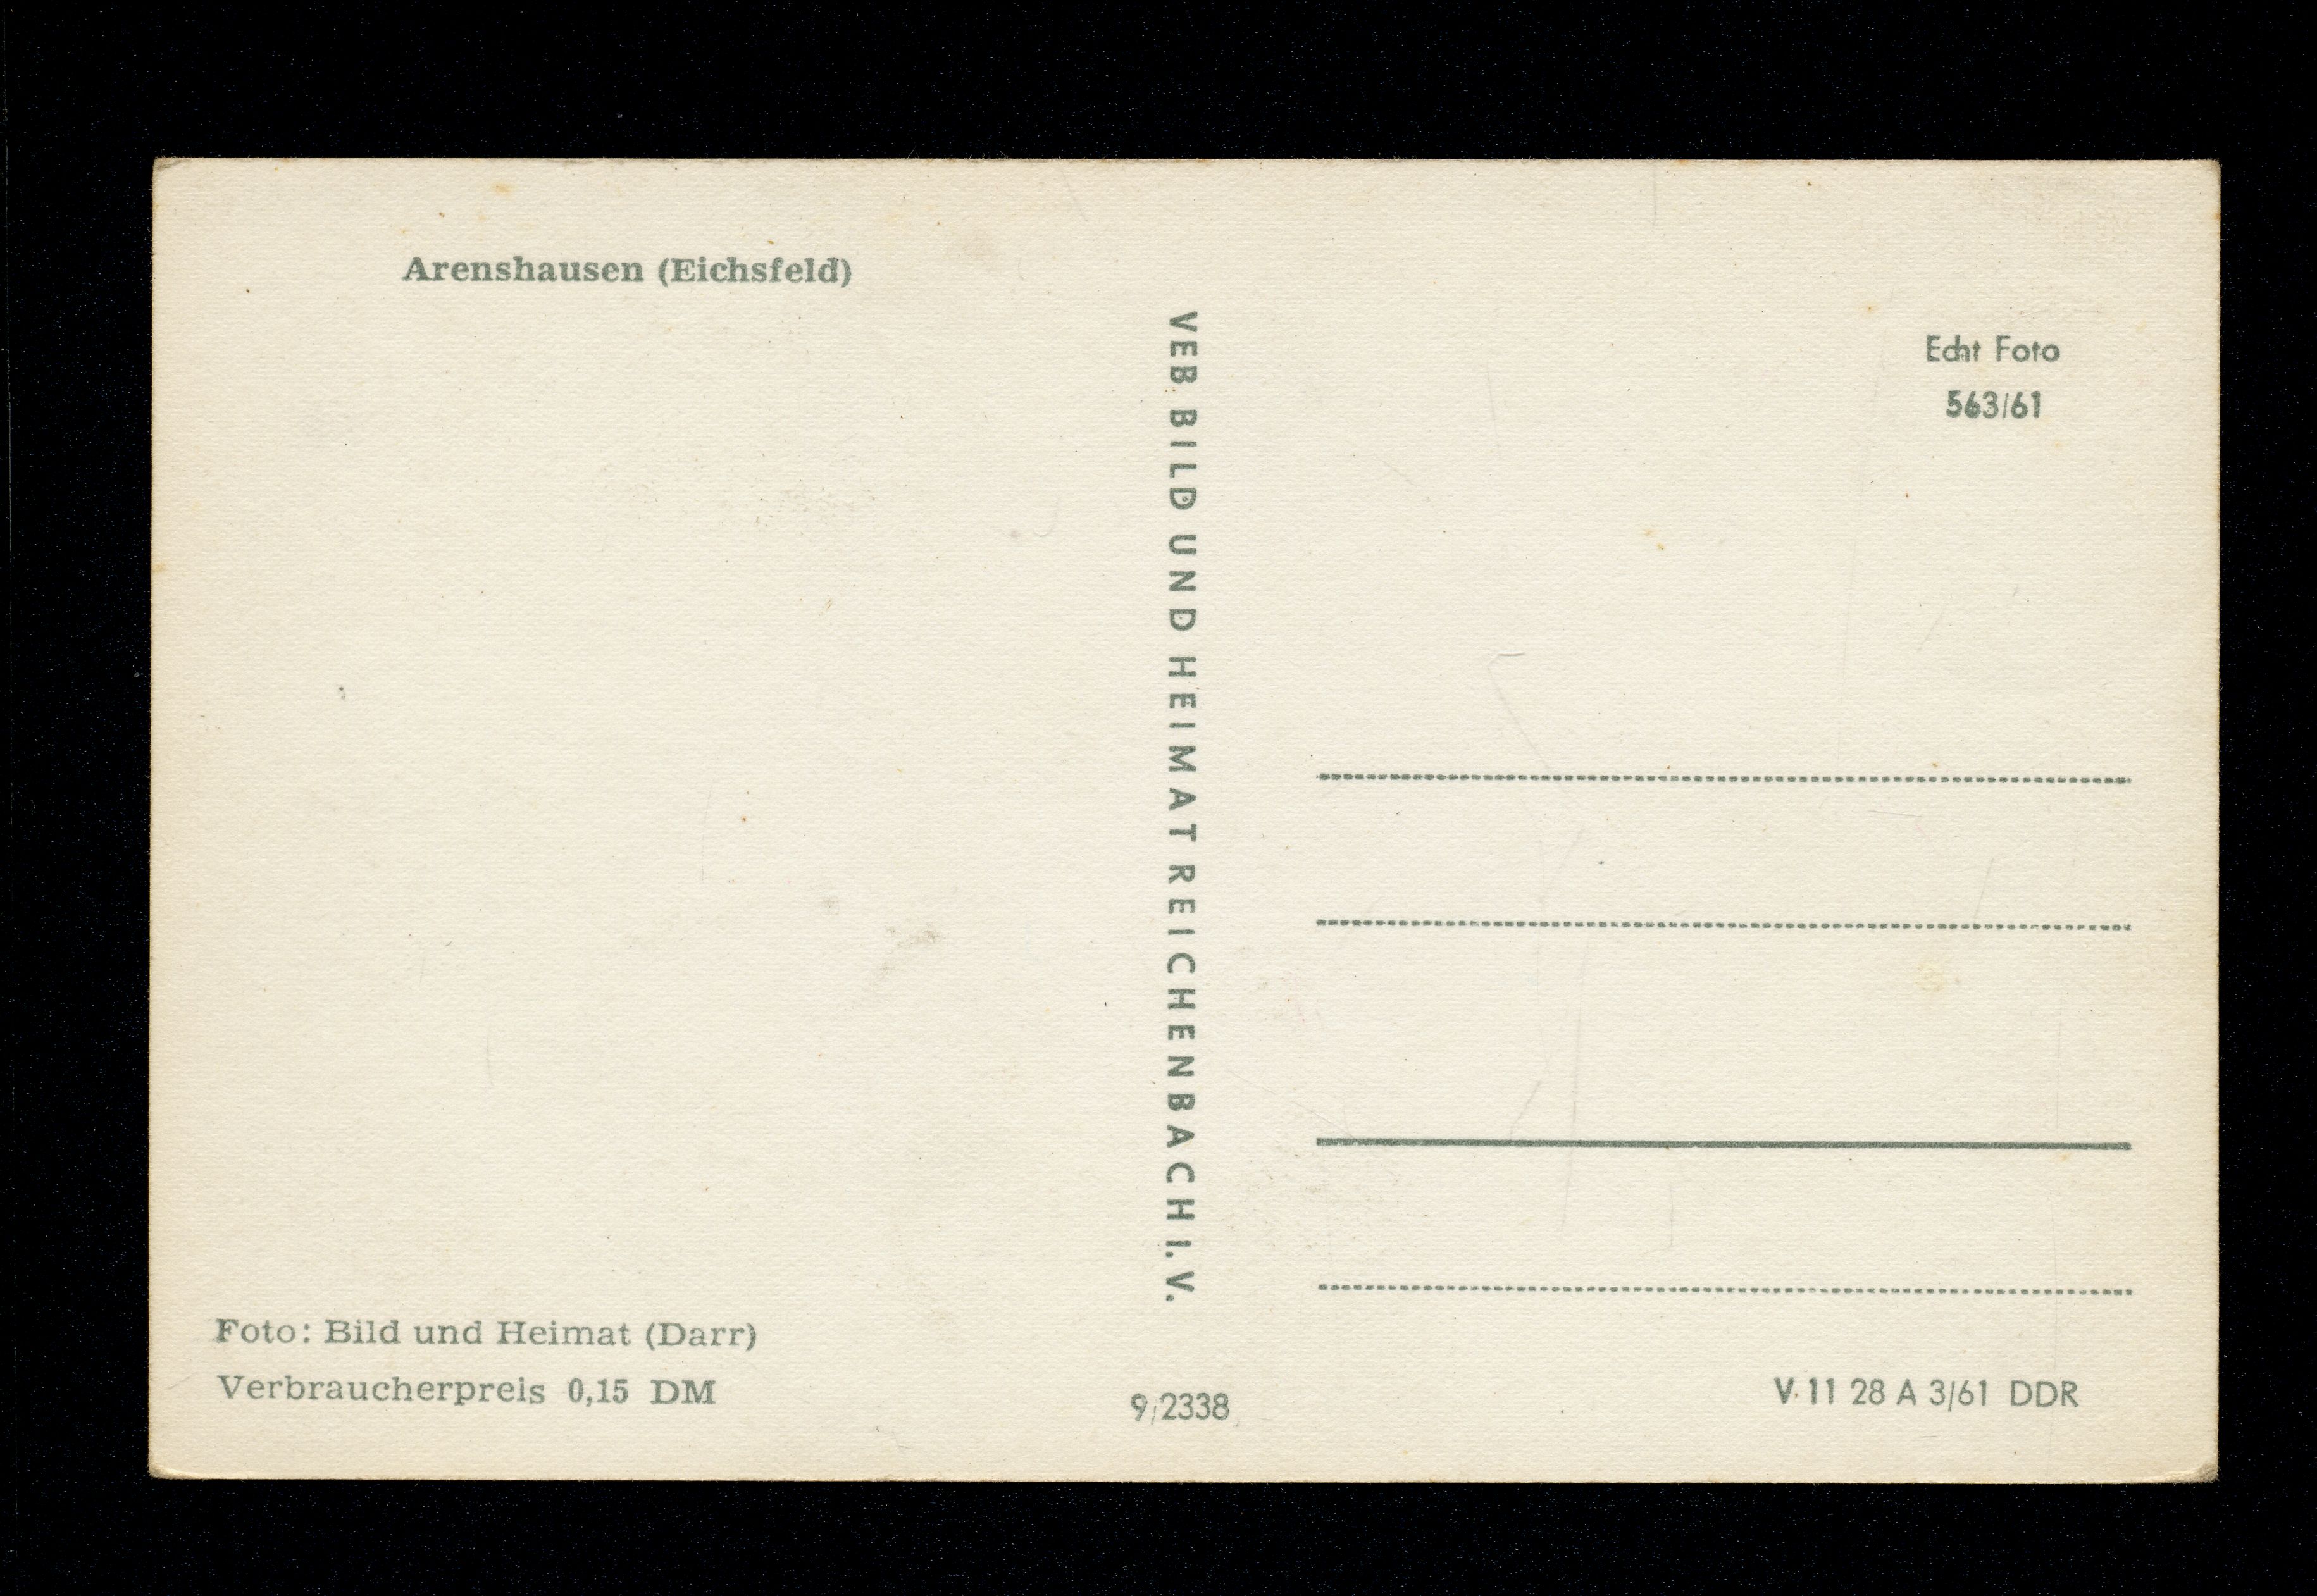 Arenshausen (Eichsfeld)
VEB BILD UND HEIMAT REICHENBACH I. V.
Echt Foto
563/61
Foto: Bild und Heimat (Darr)
Verbraucherpreis 0,15 DM
9/2338
V 11 28 A 3/61 DDR